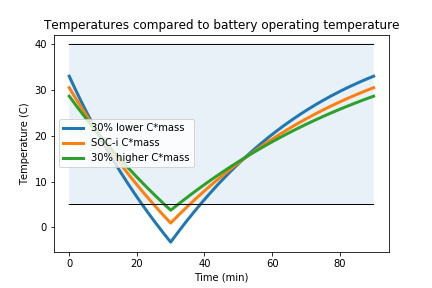 Temperatures compared to battery operating temperature
Temperature (C)
40
30
20
10
0
30% lower C*mass
SOC-i C*mass
30% higher C*mass
0
20
40
60
80
Time (min)